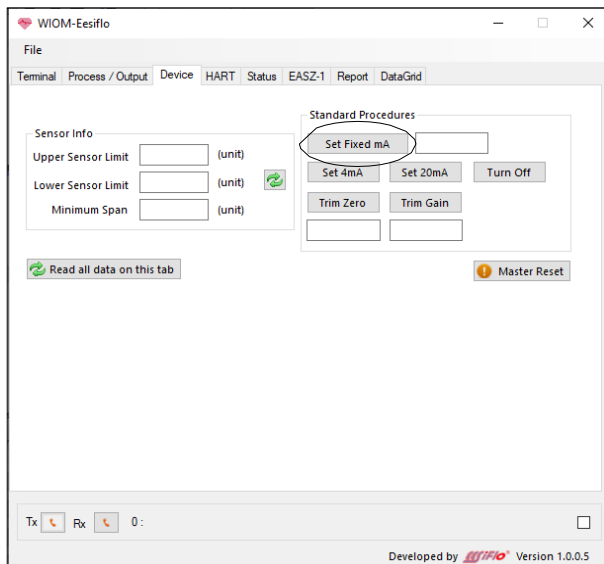 WIOM-Eesiflo
File
Terminal Process / Output Device HART Status EASZ-1 Report DataGrid
Standard Procedures
Set Fixed mA
Set 4mA Set 20mA Turn Off
Trim Zero Trim Gain
Sensor Info
Upper Sensor Limit (unit)
Lower Sensor Limit (unit)
Minimum Span (unit)
Read all data on this tab
Master Reset
Tx Rx 0 :
Developed by EESiFlo Version 1.0.0.5